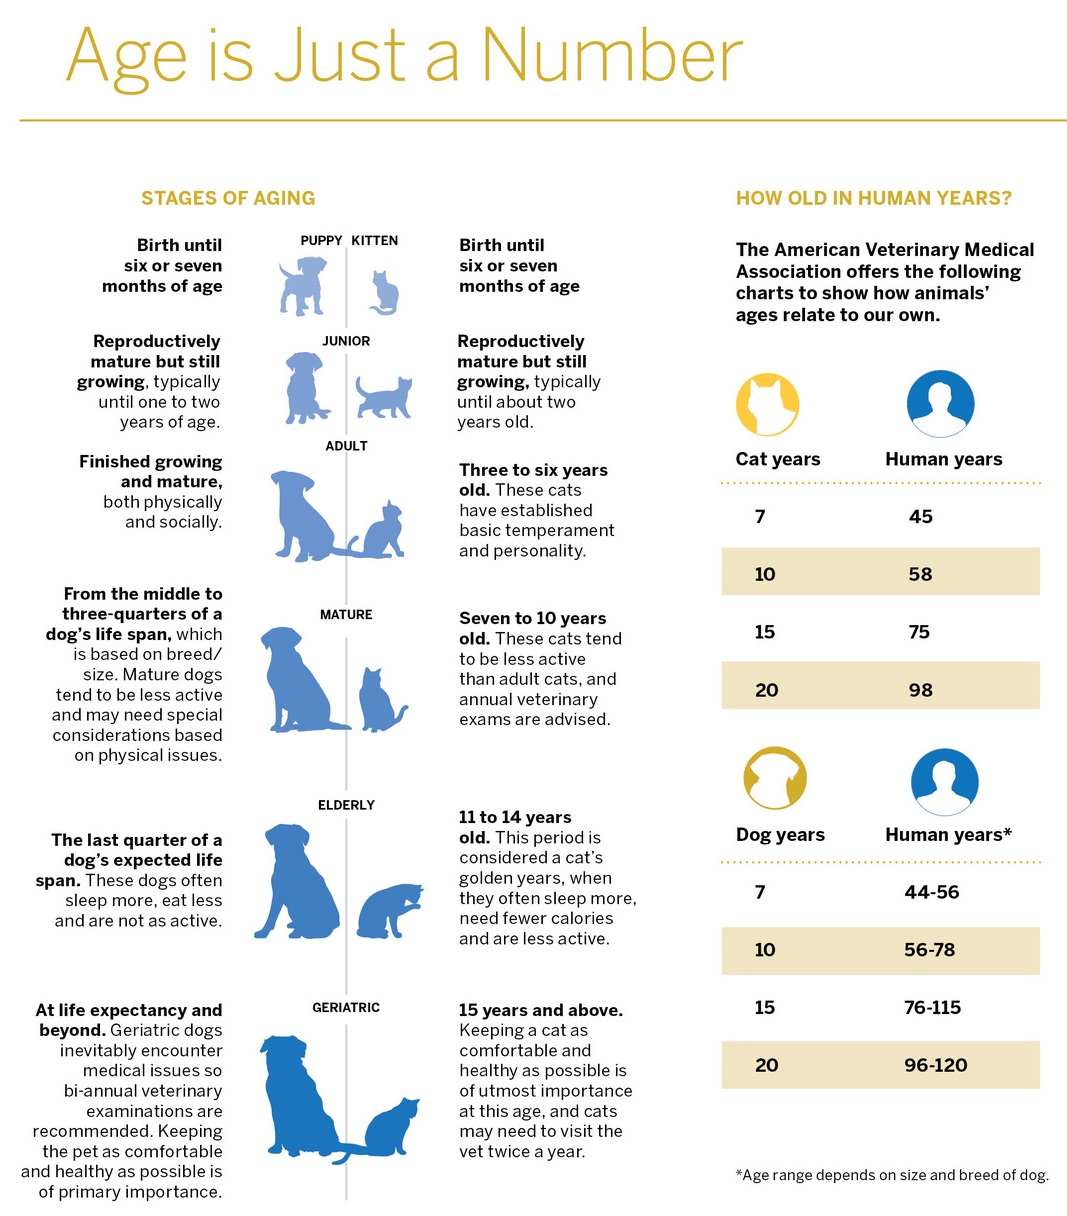 Age is Just a Number
STAGES OF AGING
PUPPY KITTEN
Birth until
six or seven
months of age
Birth until
six or seven
months of age
JUNIOR
Reproductively
mature but still
growing, typically
until one to two
years of age.
Reproductively
mature but still
growing, typically
until about two
years old.
ADULT
Finished growing
and mature,
both physically
and socially.
Three to six years
old. These cats
have established
basic temperament
and personality.
MATURE
From the middle to
three-quarters of a
dog’s life span, which
is based on breed/
size. Mature dogs
tend to be less active
and may need special
considerations based
on physical issues.
Seven to 10 years
old. These cats tend
to be less active
than adult cats, and
annual veterinary
exams are advised.
ELDERLY
The last quarter of a
dog’s expected life
span. These dogs often
sleep more, eat less
and are not as active.
11 to 14 years
old. This period is
considered a cat’s
golden years, when
they often sleep more,
need fewer calories
and are less active.
GERIATRIC
At life expectancy and
beyond. Geriatric dogs
inevitably encounter
medical issues so
bi-annual veterinary
examinations are
recommended. Keeping
the pet as comfortable
and healthy as possible is
of primary importance.
15 years and above.
Keeping a cat as
comfortable and
healthy as possible is
of utmost importance
at this age, and cats
may need to visit the
vet twice a year.
HOW OLD IN HUMAN YEARS?
The American Veterinary Medical
Association offers the following
charts to show how animals’
ages relate to our own.
Cat years Human years
7 45
10 58
15 75
20 98
Dog years Human years*
7 44-56
10 56-78
15 76-115
20 96-120
*Age range depends on size and breed of dog.